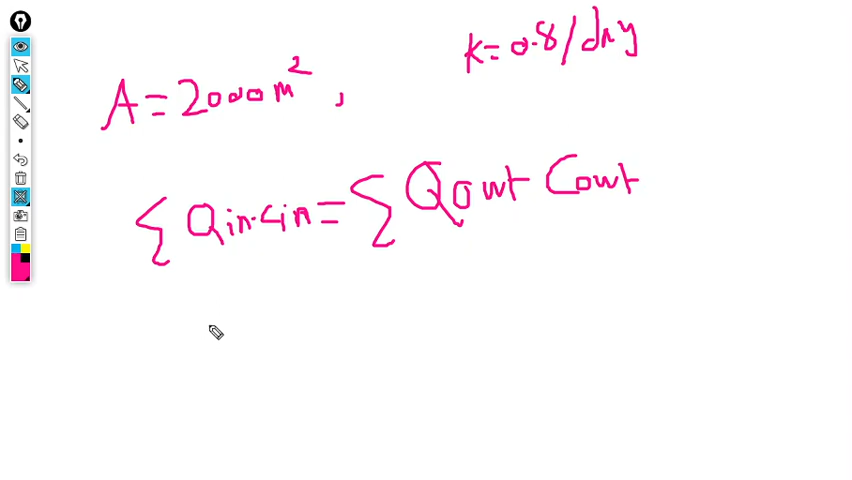 k=0.8/day
A=2000m²,
Σ Qin.Cin = Σ Qout Cout